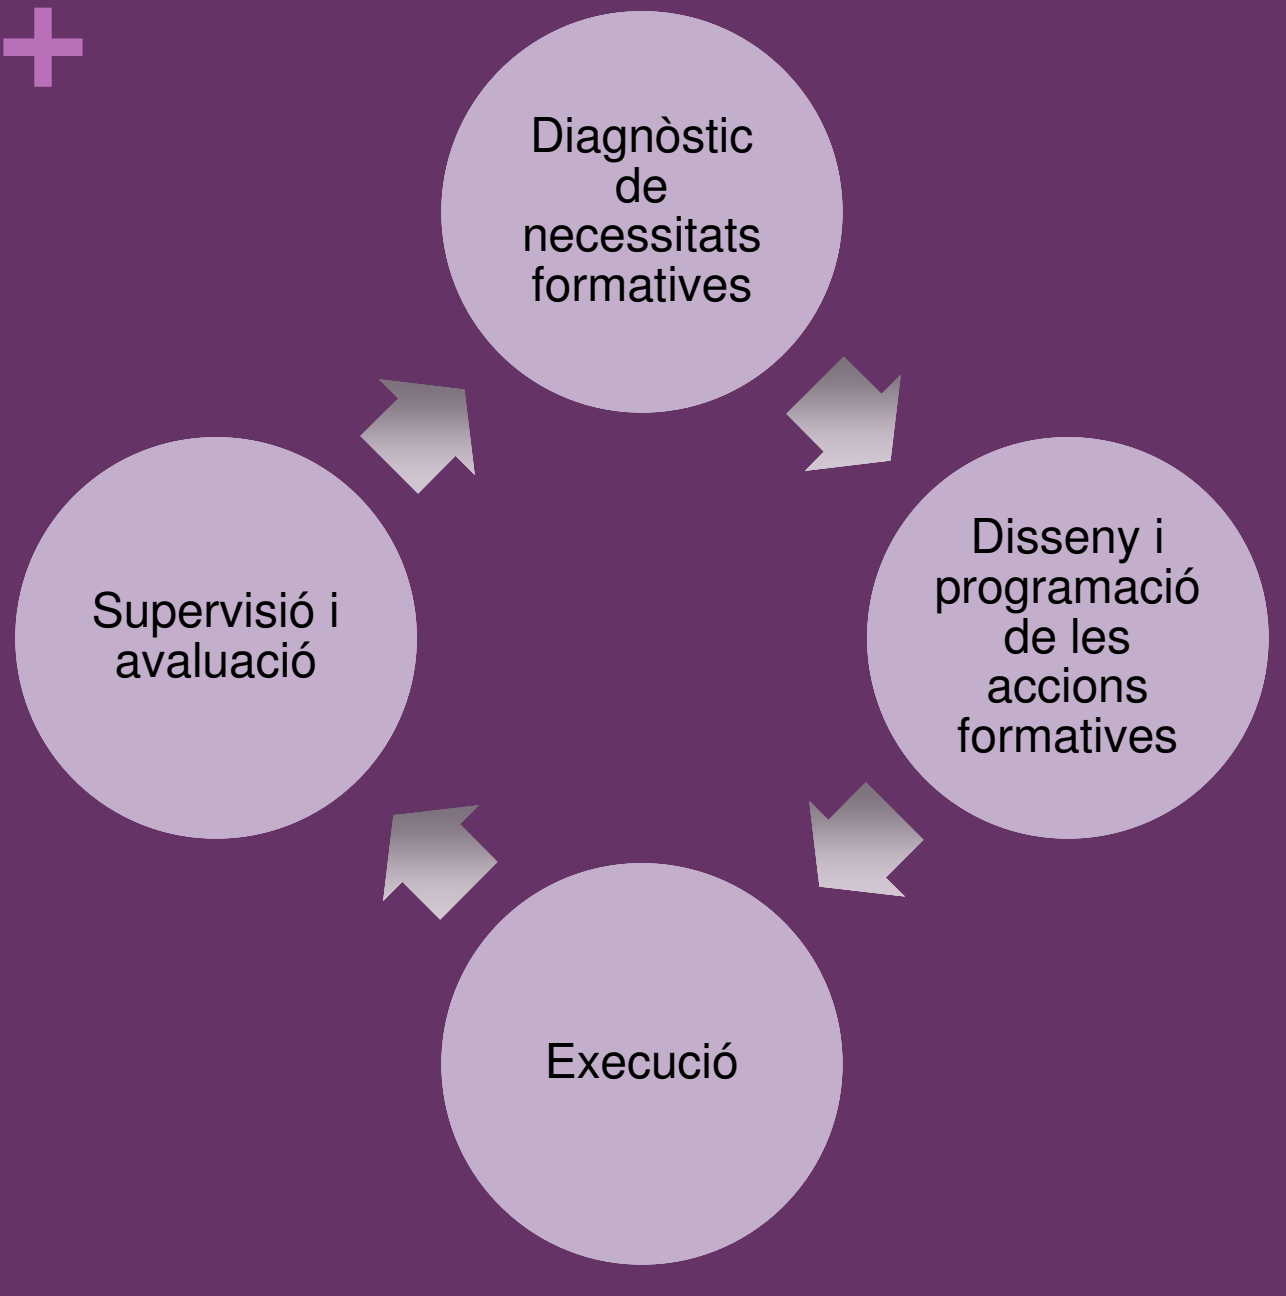 +
Diagnòstic
de
necessitats
formatives
Disseny i
programació
de les
accions
formatives
Execució
Supervisió i
avaluació